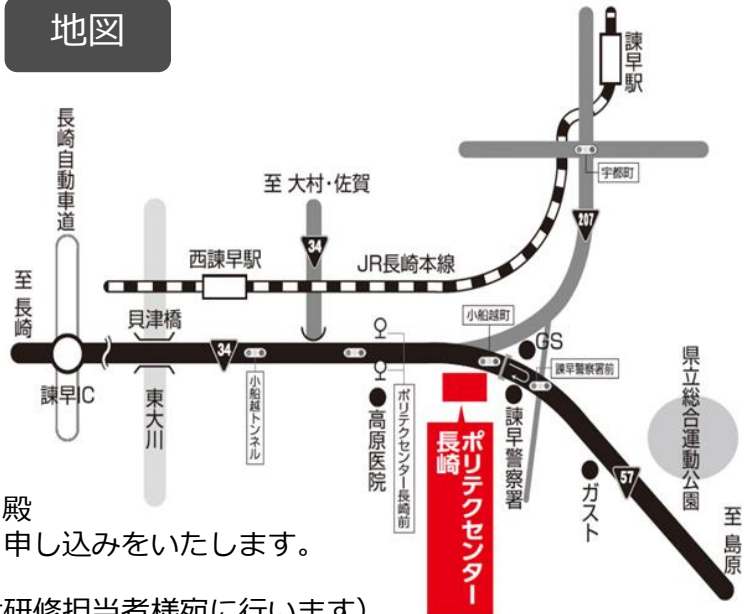 地図
諫早駅
長崎自動車道
宇都町
至 大村・佐賀
207
34
西諫早駅
JR長崎本線
至 長崎
貝津橋
小船越町
GS
34
諫早警察署前
諫早IC
東大川
小船越トンネル
高原医院
ポリテクセンター長崎前
ポリテクセンター
長崎
諫早警察署
県立総合運動公園
ガスト
57
至 島原
殿
申し込みをいたします。
研修担当者様宛に行います)